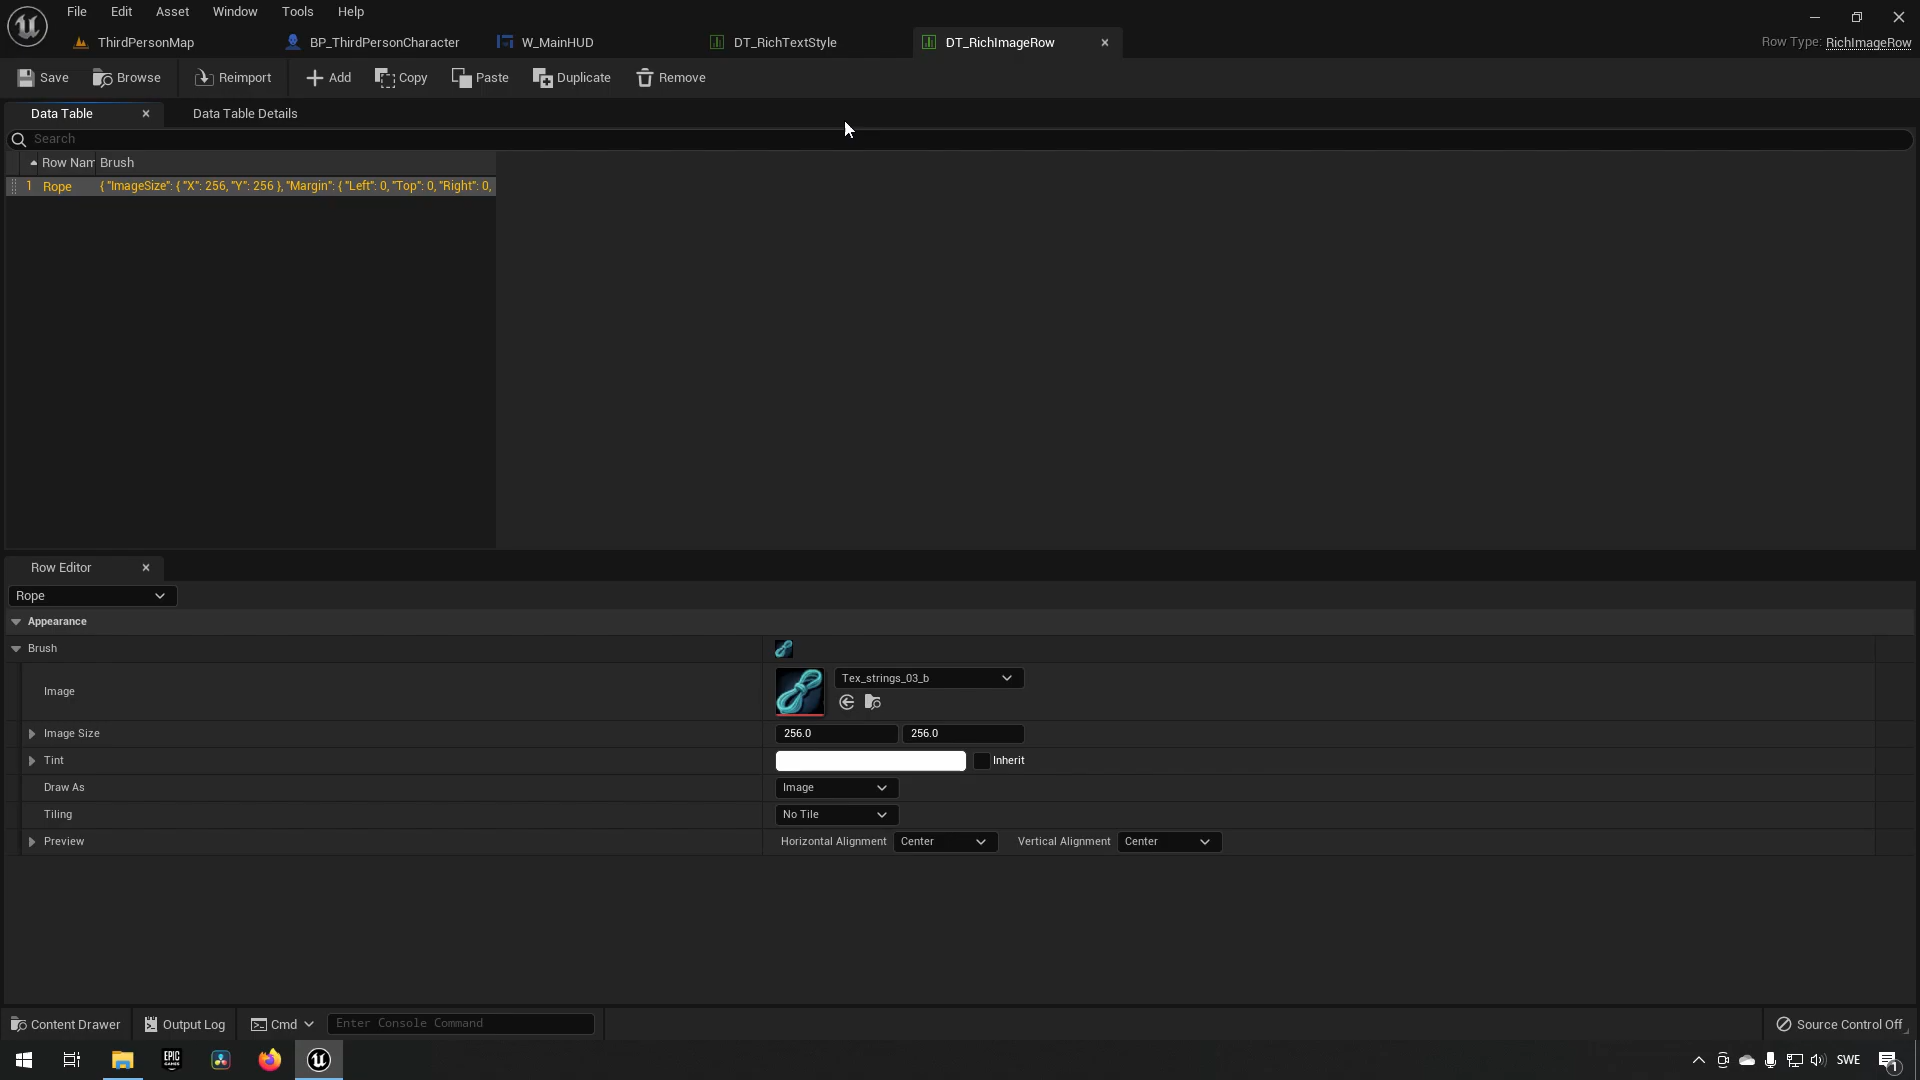 File Edit Asset Window Tools Help
ThirdPersonMap BP_ThirdPersonCharacter W_MainHUD DT_RichTextStyle DT_RichImageRow Row Type: RichImageRow
Save Browse Reimport Add Copy Paste Duplicate Remove
Data Table Data Table Details
Search
Row Nam Brush
1 Rope { "ImageSize": { "X": 256, "Y": 256 }, "Margin": { "Left": 0, "Top": 0, "Right": 0,
Row Editor
Rope
Appearance
Brush
Image Tex_strings_03_b
Image Size 256.0 256.0
Tint Inherit
Draw As Image
Tiling No Tile
Preview Horizontal Alignment Center Vertical Alignment Center
Content Drawer Output Log Cmd Enter Console Command Source Control Off
EPIC GAMES SWE 1